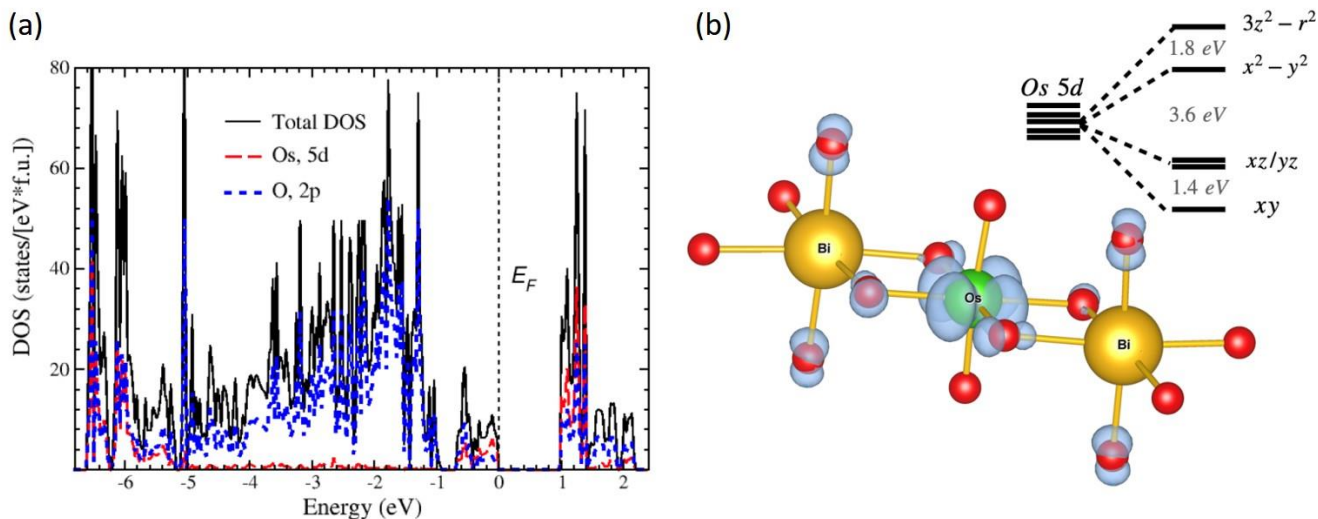 (a)
80
60
40
20
DOS (states/[eV*f.u.]
Total DOS
Os, 5d
O, 2p
E_F
-6 -5 -4 -3 -2 -1 0 1 2
Energy (eV)
(b)
3z² − r²
1.8 eV
x² − y²
Os 5d
3.6 eV
xz/yz
1.4 eV
xy
Bi
Os
Bi